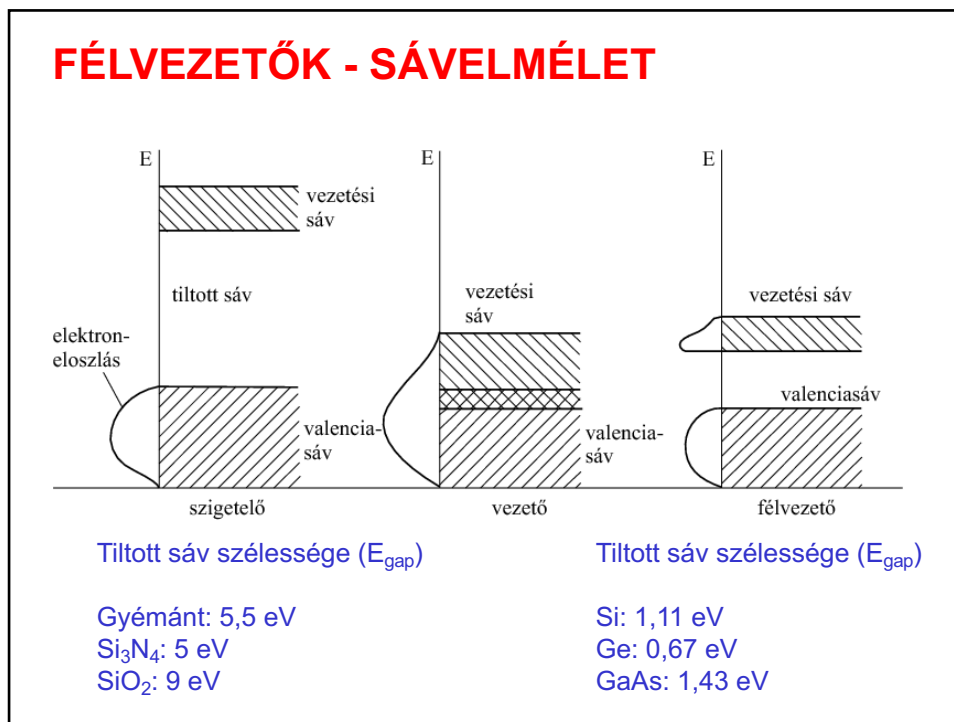 FÉLVEZETŐK - SÁVELMÉLET
E
vezetési
sáv
tiltott sáv
elektron-
eloszlás
valencia-
sáv
szigetelő
E
vezetési
sáv
valencia-
sáv
vezető
E
vezetési sáv
valenciasáv
félvezető
Tiltott sáv szélessége (E_gap)
Gyémánt: 5,5 eV
Si₃N₄: 5 eV
SiO₂: 9 eV
Tiltott sáv szélessége (E_gap)
Si: 1,11 eV
Ge: 0,67 eV
GaAs: 1,43 eV